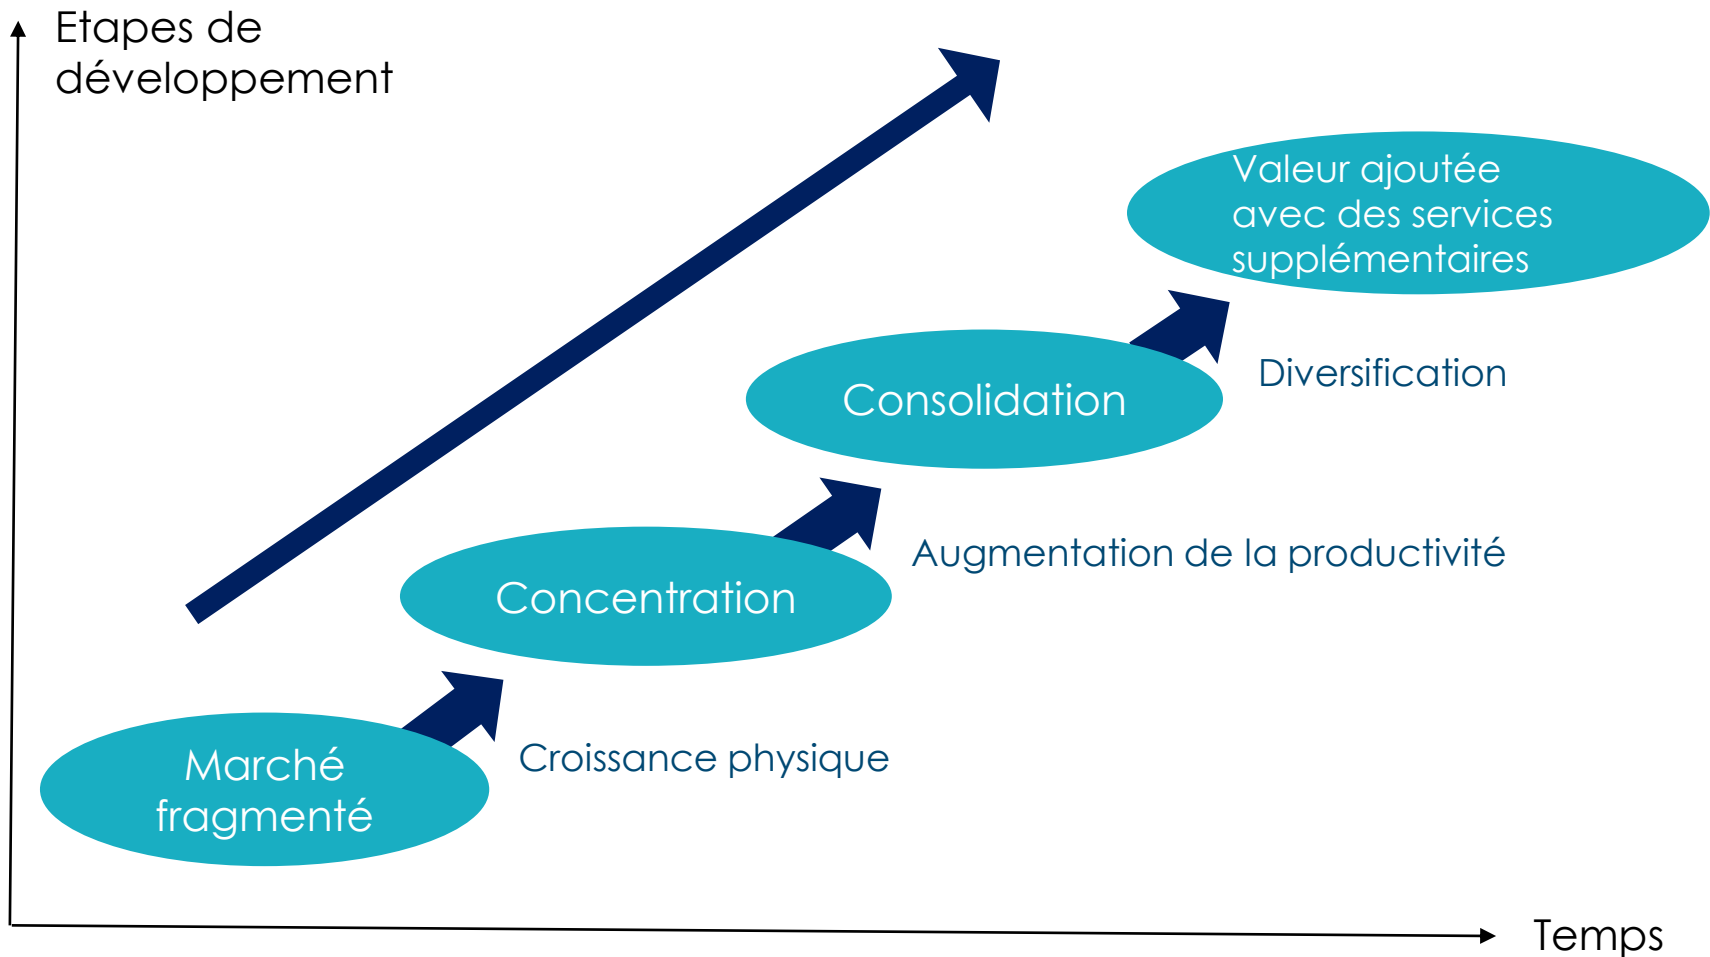 Etapes de
développement
Valeur ajoutée
avec des services
supplémentaires
Diversification
Consolidation
Augmentation de la productivité
Concentration
Croissance physique
Marché
fragmenté
Temps